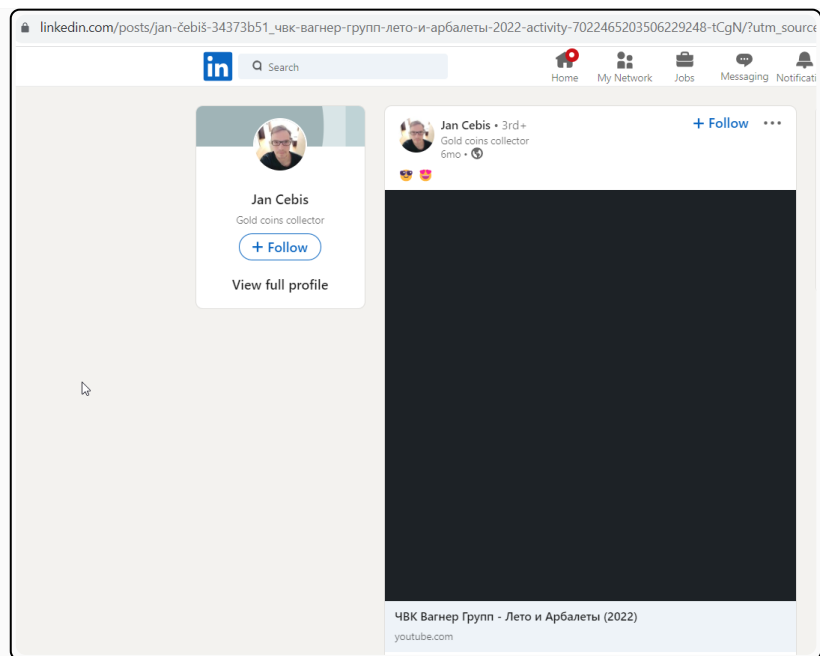 linkedin.com/posts/jan-čebiš-34373b51_чвк-вагнер-групп-лето-и-арбалеты-2022-activity-7022465203506229248-tCgN/?utm_source
in
Search
Home
My Network
Jobs
Messaging
Notificati
Jan Cebis
Gold coins collector
+ Follow
View full profile
Jan Cebis • 3rd+
Gold coins collector
6mo •
+ Follow
ЧВК Вагнер Групп - Лето и Арбалеты (2022)
youtube.com